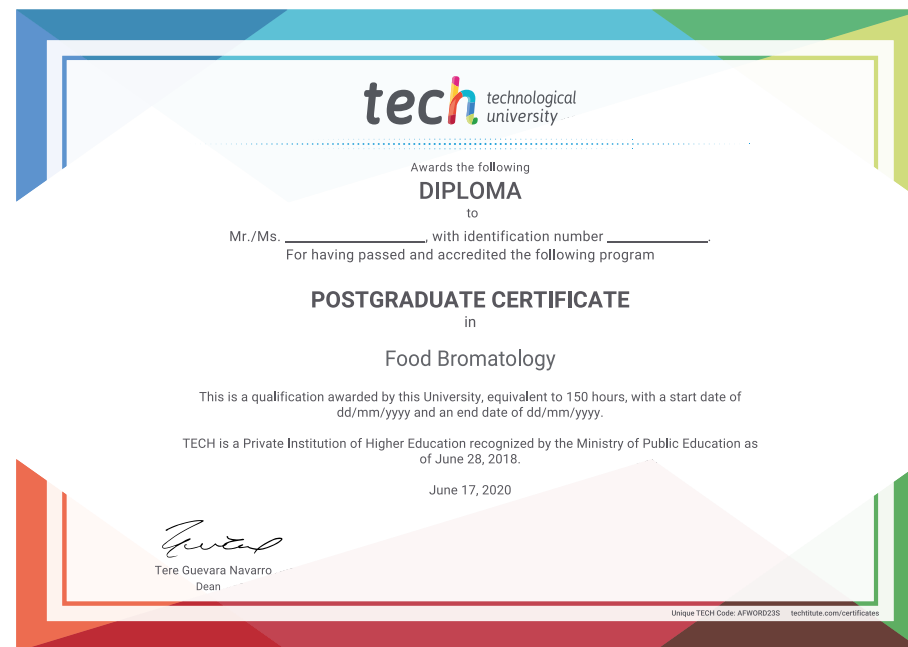 tech technological
university
Awards the following
DIPLOMA
to
Mr./Ms. ____________________, with identification number ______________.
For having passed and accredited the following program
POSTGRADUATE CERTIFICATE
in
Food Bromatology
This is a qualification awarded by this University, equivalent to 150 hours, with a start date of
dd/mm/yyyy and an end date of dd/mm/yyyy.
TECH is a Private Institution of Higher Education recognized by the Ministry of Public Education as
of June 28, 2018.
June 17, 2020
Tere Guevara Navarro
Dean
Unique TECH Code: AFWORD23S techtitute.com/certificates